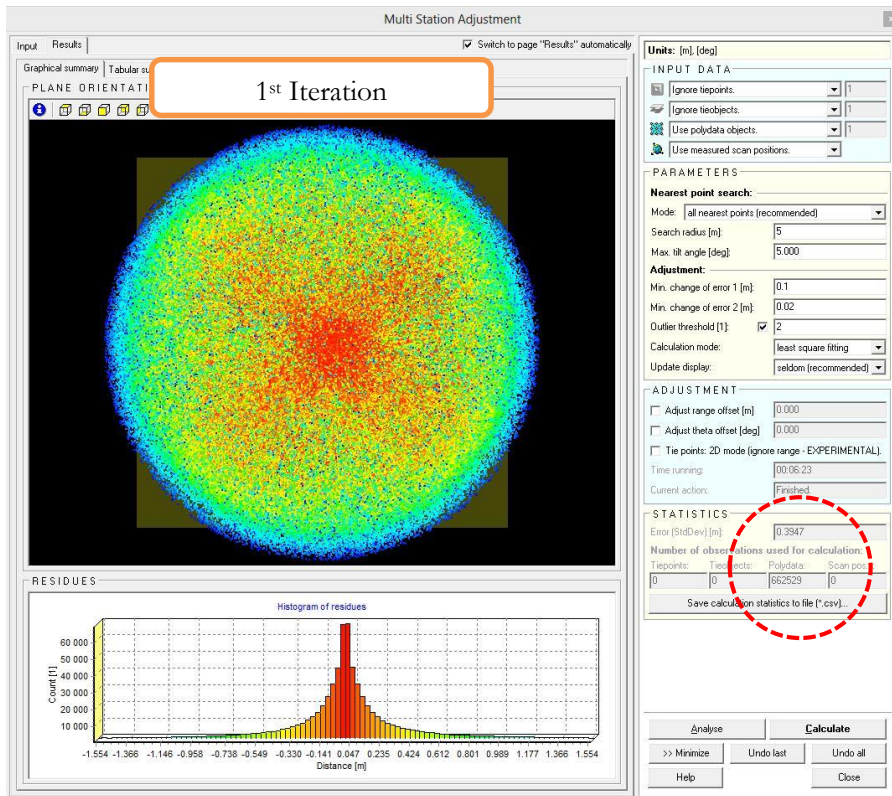 Multi Station Adjustment
Input Results
Switch to page "Results" automatically
Graphical summary Tabular su
PLANE ORIENTATI
1st Iteration
RESIDUES
Histogram of residues
60 000
50 000
40 000
30 000
20 000
10 000
Count [1]
-1.554 -1.366 -1.146 -0.958 -0.738 -0.549 -0.330 -0.141 0.047 0.235 0.424 0.612 0.801 0.989 1.177 1.366 1.554
Distance [m]
Units: [m], [deg]
INPUT DATA
Ignore tiepoints. 1
Ignore tieobjects. 1
Use polydata objects. 1
Use measured scan positions.
PARAMETERS
Nearest point search:
Mode: all nearest points (recommended)
Search radius [m]: 5
Max. tilt angle [deg]: 5.000
Adjustment:
Min. change of error 1 [m]: 0.1
Min. change of error 2 [m]: 0.02
Outlier threshold [1]: 2
Calculation mode: least square fitting
Update display: seldom (recommended)
ADJUSTMENT
Adjust range offset [m] 0.000
Adjust theta offset [deg] 0.000
Tie points: 2D mode (ignore range - EXPERIMENTAL).
Time running: 00:06:23
Current action: Finished.
STATISTICS
Error (StdDev) [m]: 0.3947
Number of observations used for calculation:
Tiepoints: Tieobjects: Polydata: Scan pos.
0 0 662529 0
Save calculation statistics to file (*.csv)...
Analyse Calculate
>> Minimize Undo last Undo all
Help Close